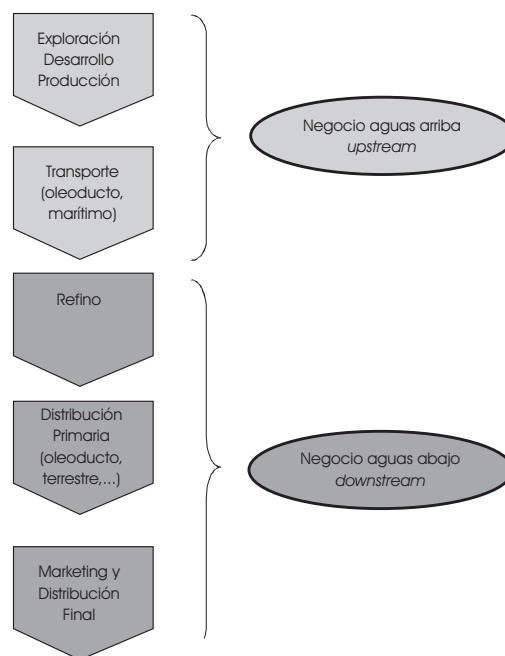 Exploración
Desarrollo
Producción
Negocio aguas arriba
upstream
Transporte
(oleoducto,
marítimo)
Refino
Distribución
Primaria
(oleoducto,
terrestre,...)
Negocio aguas abajo
downstream
Marketing y
Distribución
Final